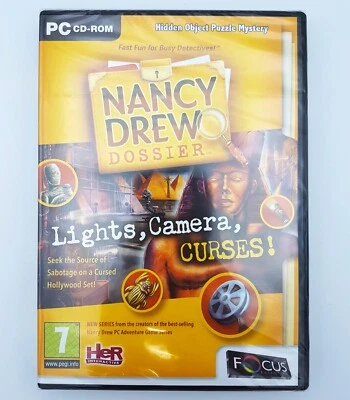 PC CD-ROM
Hidden Object Puzzle Mystery
Fast Fun for Busy Detectives!
NANCY
DREW
DOSSIER
Lights, Camera,
CURSES!
Seek the Source of
Sabotage on a Cursed
Hollywood Set!
7
www.pegi.info
NEW SERIES from the creators of the best-selling
Nancy Drew PC Adventure Game Series
HeR
interactive
FOCUS